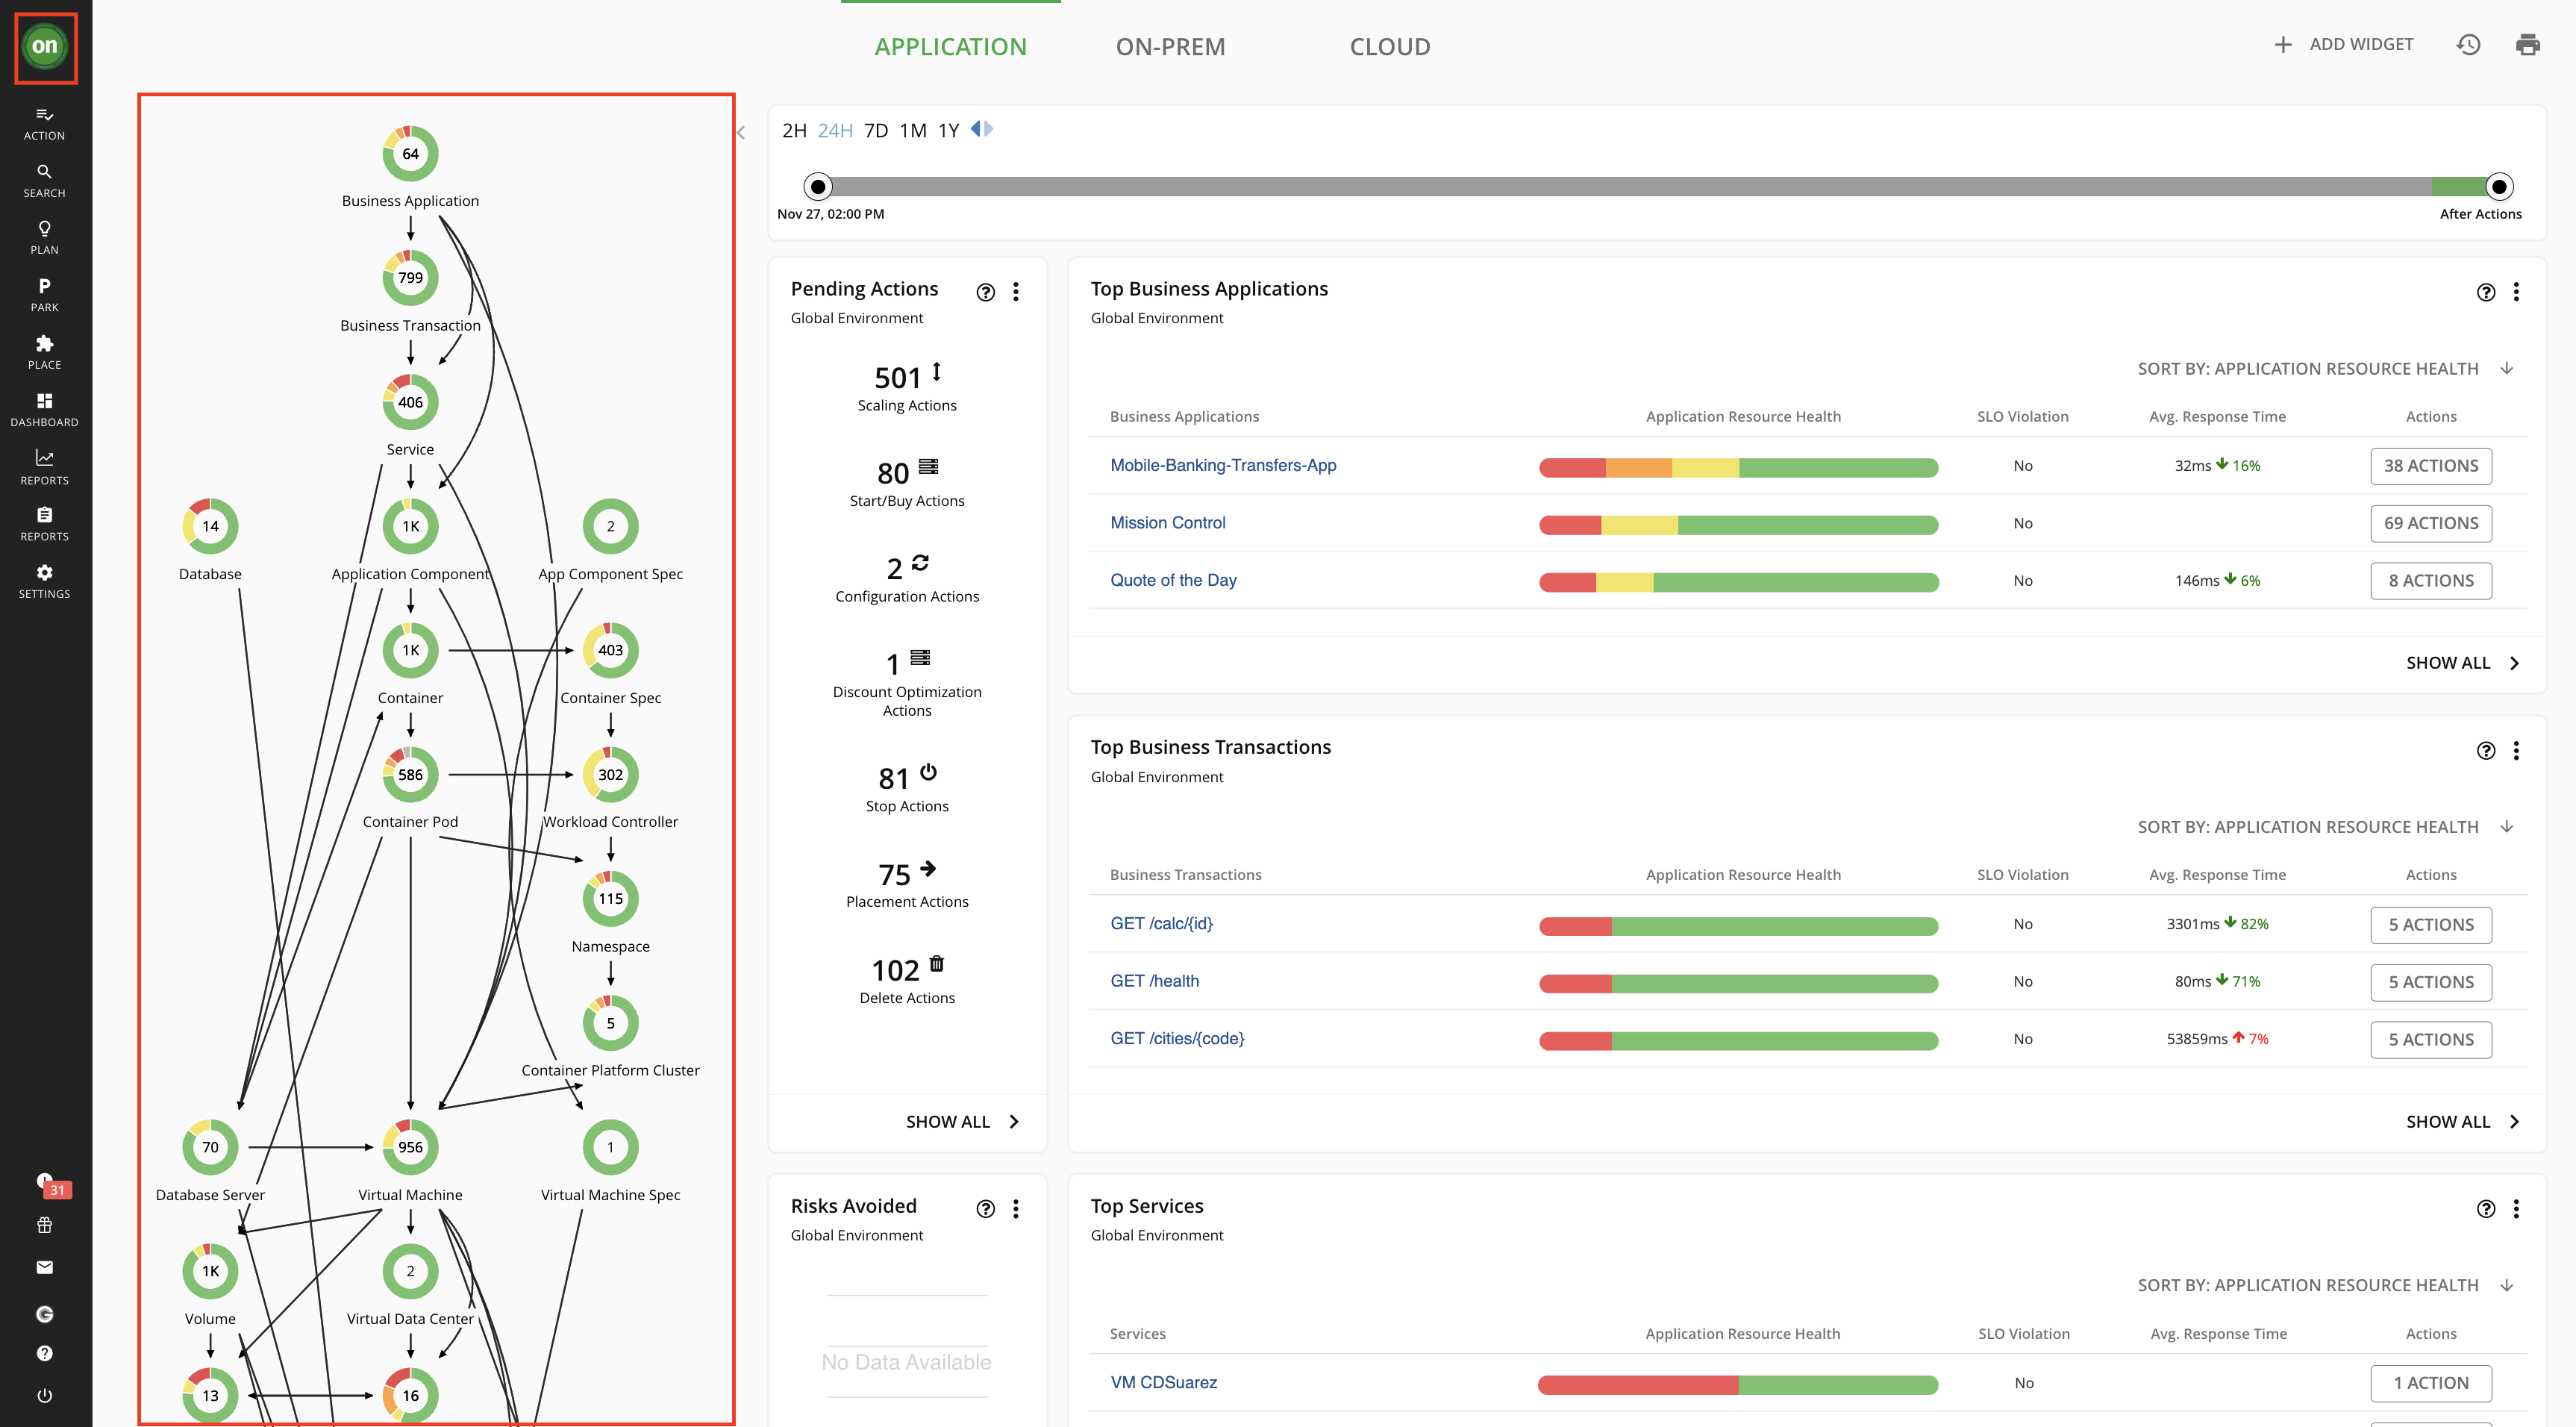 on
ACTION
SEARCH
PLAN
P
PARK
PLACE
DASHBOARD
REPORTS
REPORTS
SETTINGS
31
G
APPLICATION ON-PREM CLOUD
ADD WIDGET
64
Business Application
799
Business Transaction
406
Service
14 1K 2
Database Application Component App Component Spec
1K 403
Container Container Spec
586 302
Container Pod Workload Controller
115
Namespace
5
Container Platform Cluster
70 956 1
Database Server Virtual Machine Virtual Machine Spec
1K 2
Volume Virtual Data Center
13 16
2H 24H 7D 1M 1Y
Nov 27, 02:00 PM After Actions
Pending Actions
Global Environment
501
Scaling Actions
80
Start/Buy Actions
2
Configuration Actions
1
Discount Optimization
Actions
81
Stop Actions
75
Placement Actions
102
Delete Actions
SHOW ALL
Top Business Applications
Global Environment
SORT BY: APPLICATION RESOURCE HEALTH
Business Applications Application Resource Health SLO Violation Avg. Response Time Actions
Mobile-Banking-Transfers-App No 32ms 16% 38 ACTIONS
Mission Control No 69 ACTIONS
Quote of the Day No 146ms 6% 8 ACTIONS
SHOW ALL
Top Business Transactions
Global Environment
SORT BY: APPLICATION RESOURCE HEALTH
Business Transactions Application Resource Health SLO Violation Avg. Response Time Actions
GET /calc/{id} No 3301ms 82% 5 ACTIONS
GET /health No 80ms 71% 5 ACTIONS
GET /cities/{code} No 53859ms 7% 5 ACTIONS
SHOW ALL
Risks Avoided
Global Environment
No Data Available
Top Services
Global Environment
SORT BY: APPLICATION RESOURCE HEALTH
Services Application Resource Health SLO Violation Avg. Response Time Actions
VM CDSuarez No 1 ACTION